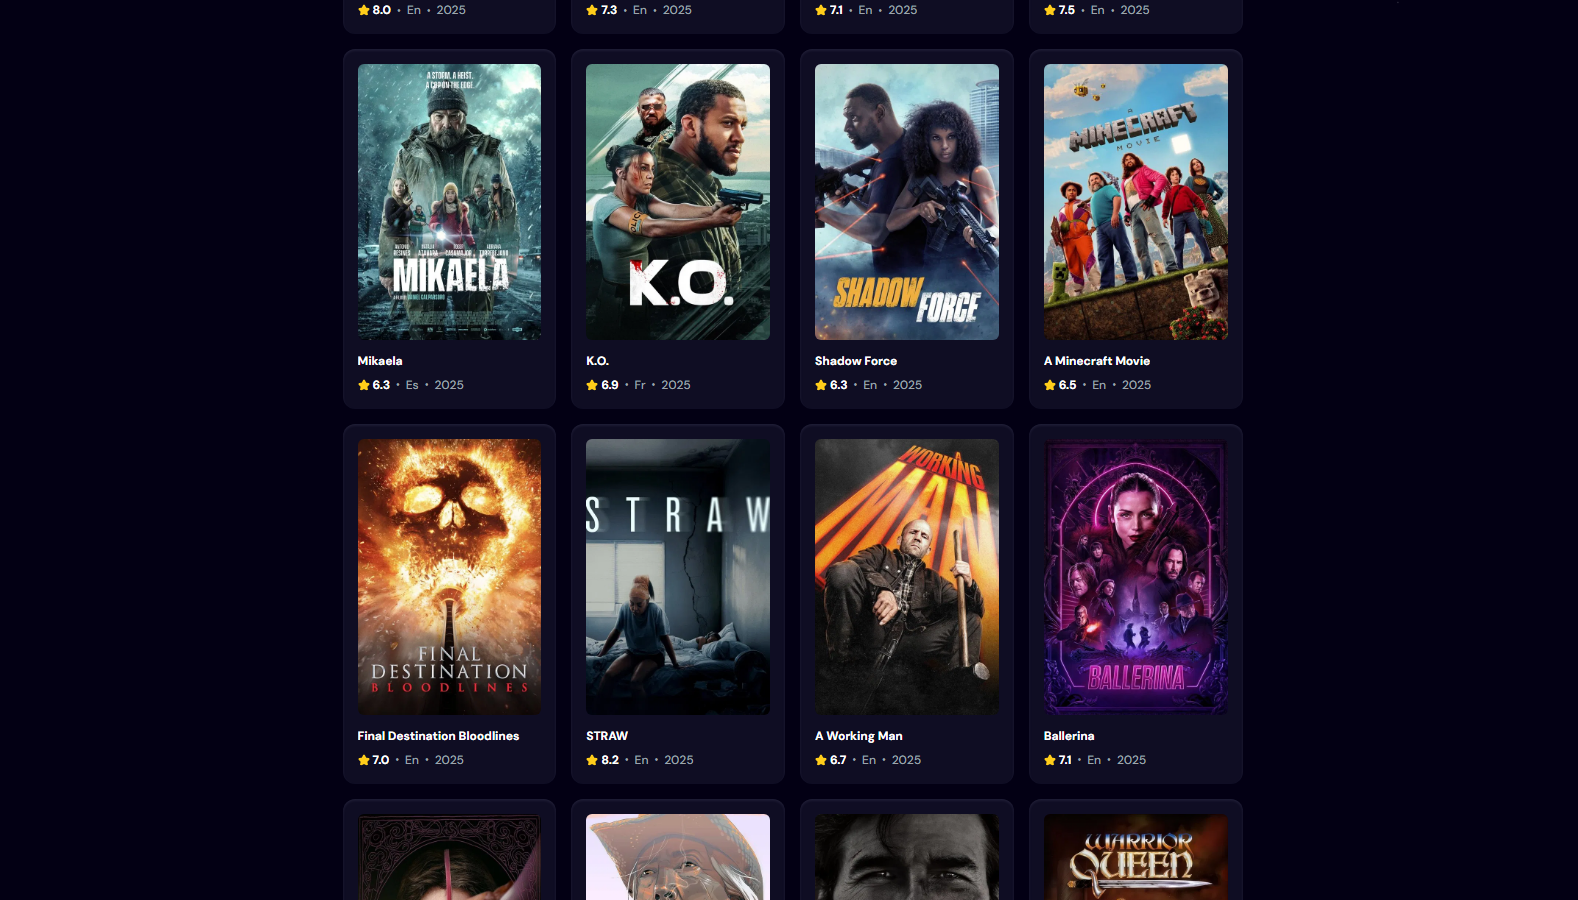 8.0 • En • 2025
7.3 • En • 2025
7.1 • En • 2025
7.5 • En • 2025
A STORM. A HEIST.
A COP ON THE EDGE.
MIKAELA
K.O.
SHADOW
FORCE
A
MINECRAFT
MOVIE
Mikaela
6.3 • Es • 2025
K.O.
6.9 • Fr • 2025
Shadow Force
6.3 • En • 2025
A Minecraft Movie
6.5 • En • 2025
FINAL
DESTINATION
BLOODLINES
STRAW
A
WORKING
MAN
BALLERINA
Final Destination Bloodlines
7.0 • En • 2025
STRAW
8.2 • En • 2025
A Working Man
6.7 • En • 2025
Ballerina
7.1 • En • 2025
WARRIOR
QUEEN